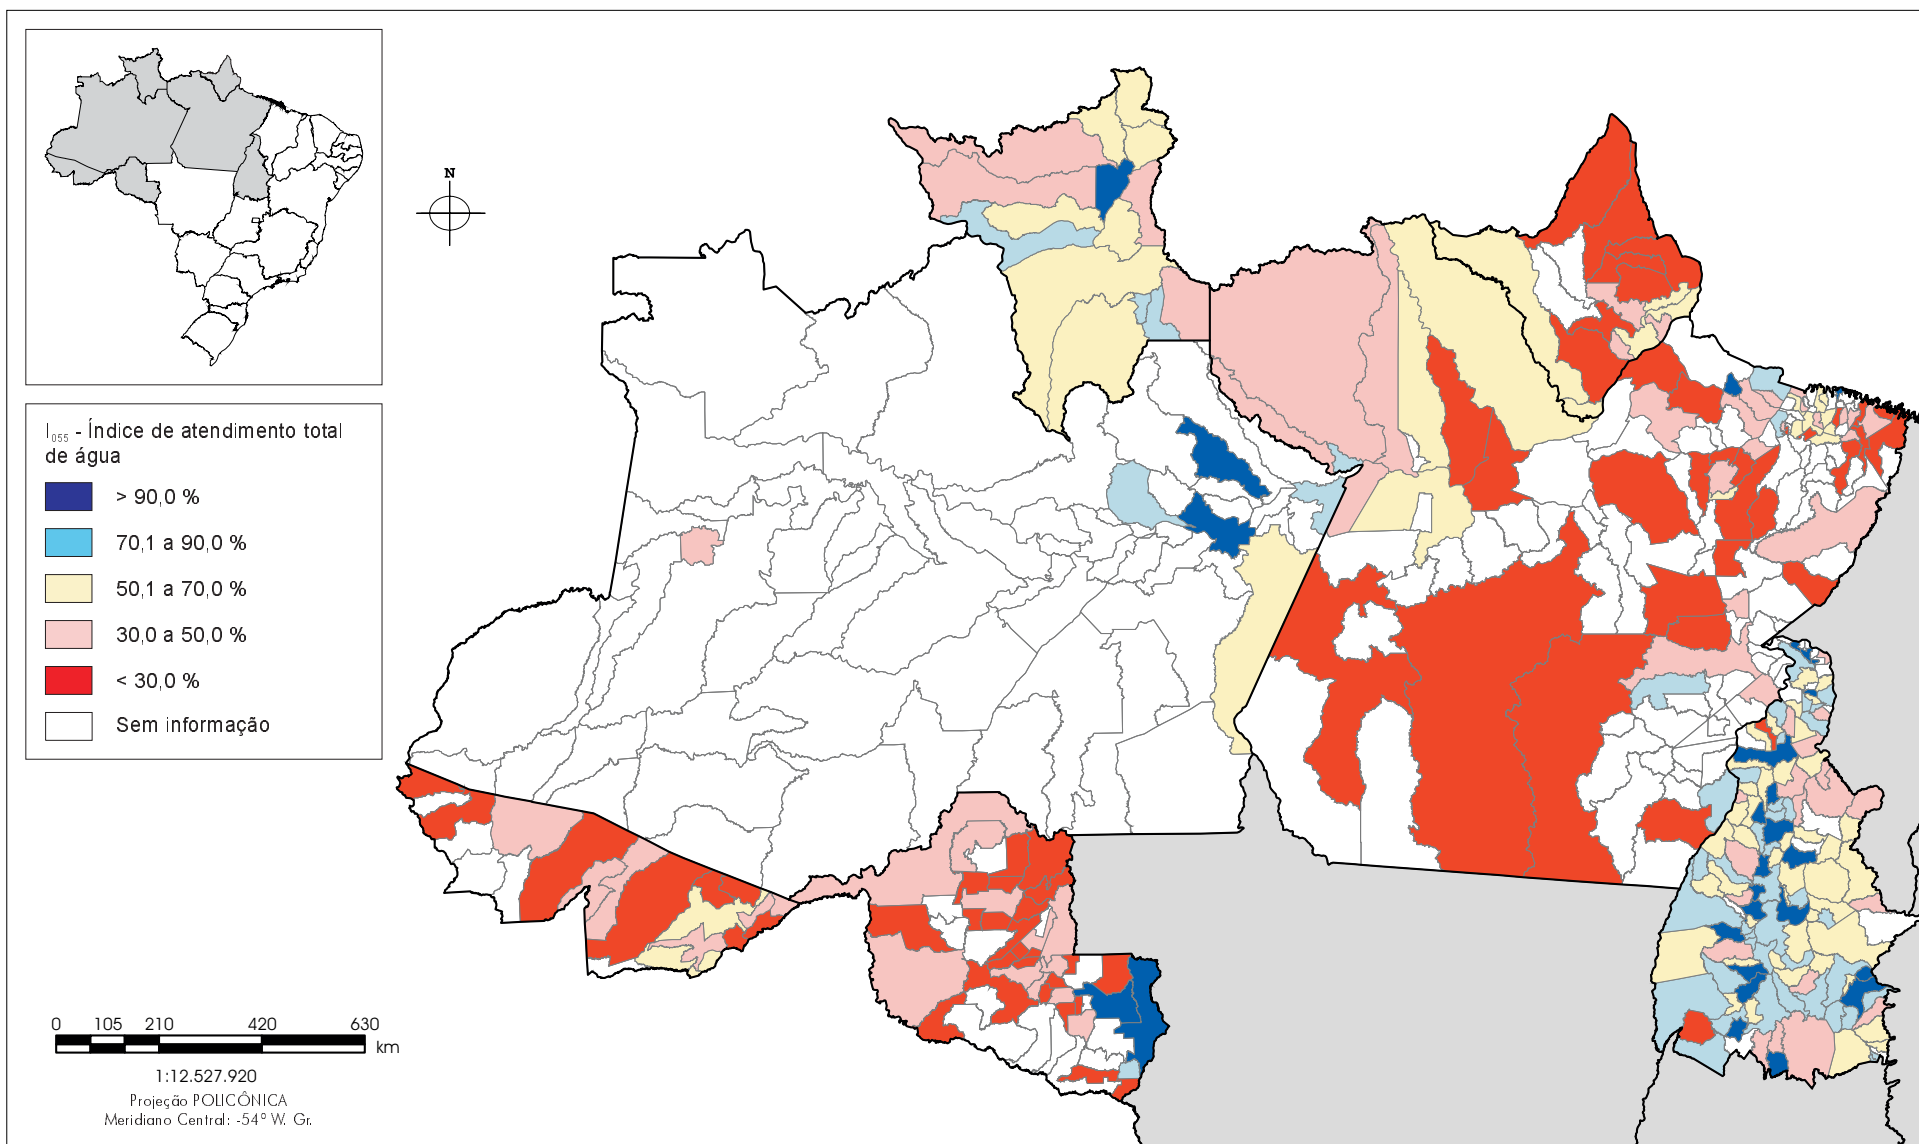 N
I055 - Índice de atendimento total
de água
> 90,0 %
70,1 a 90,0 %
50,1 a 70,0 %
30,0 a 50,0 %
< 30,0 %
Sem informação
0 105 210 420 630
km
1:12.527.920
Projeção POLICÔNICA
Meridiano Central: -54º W. Gr.